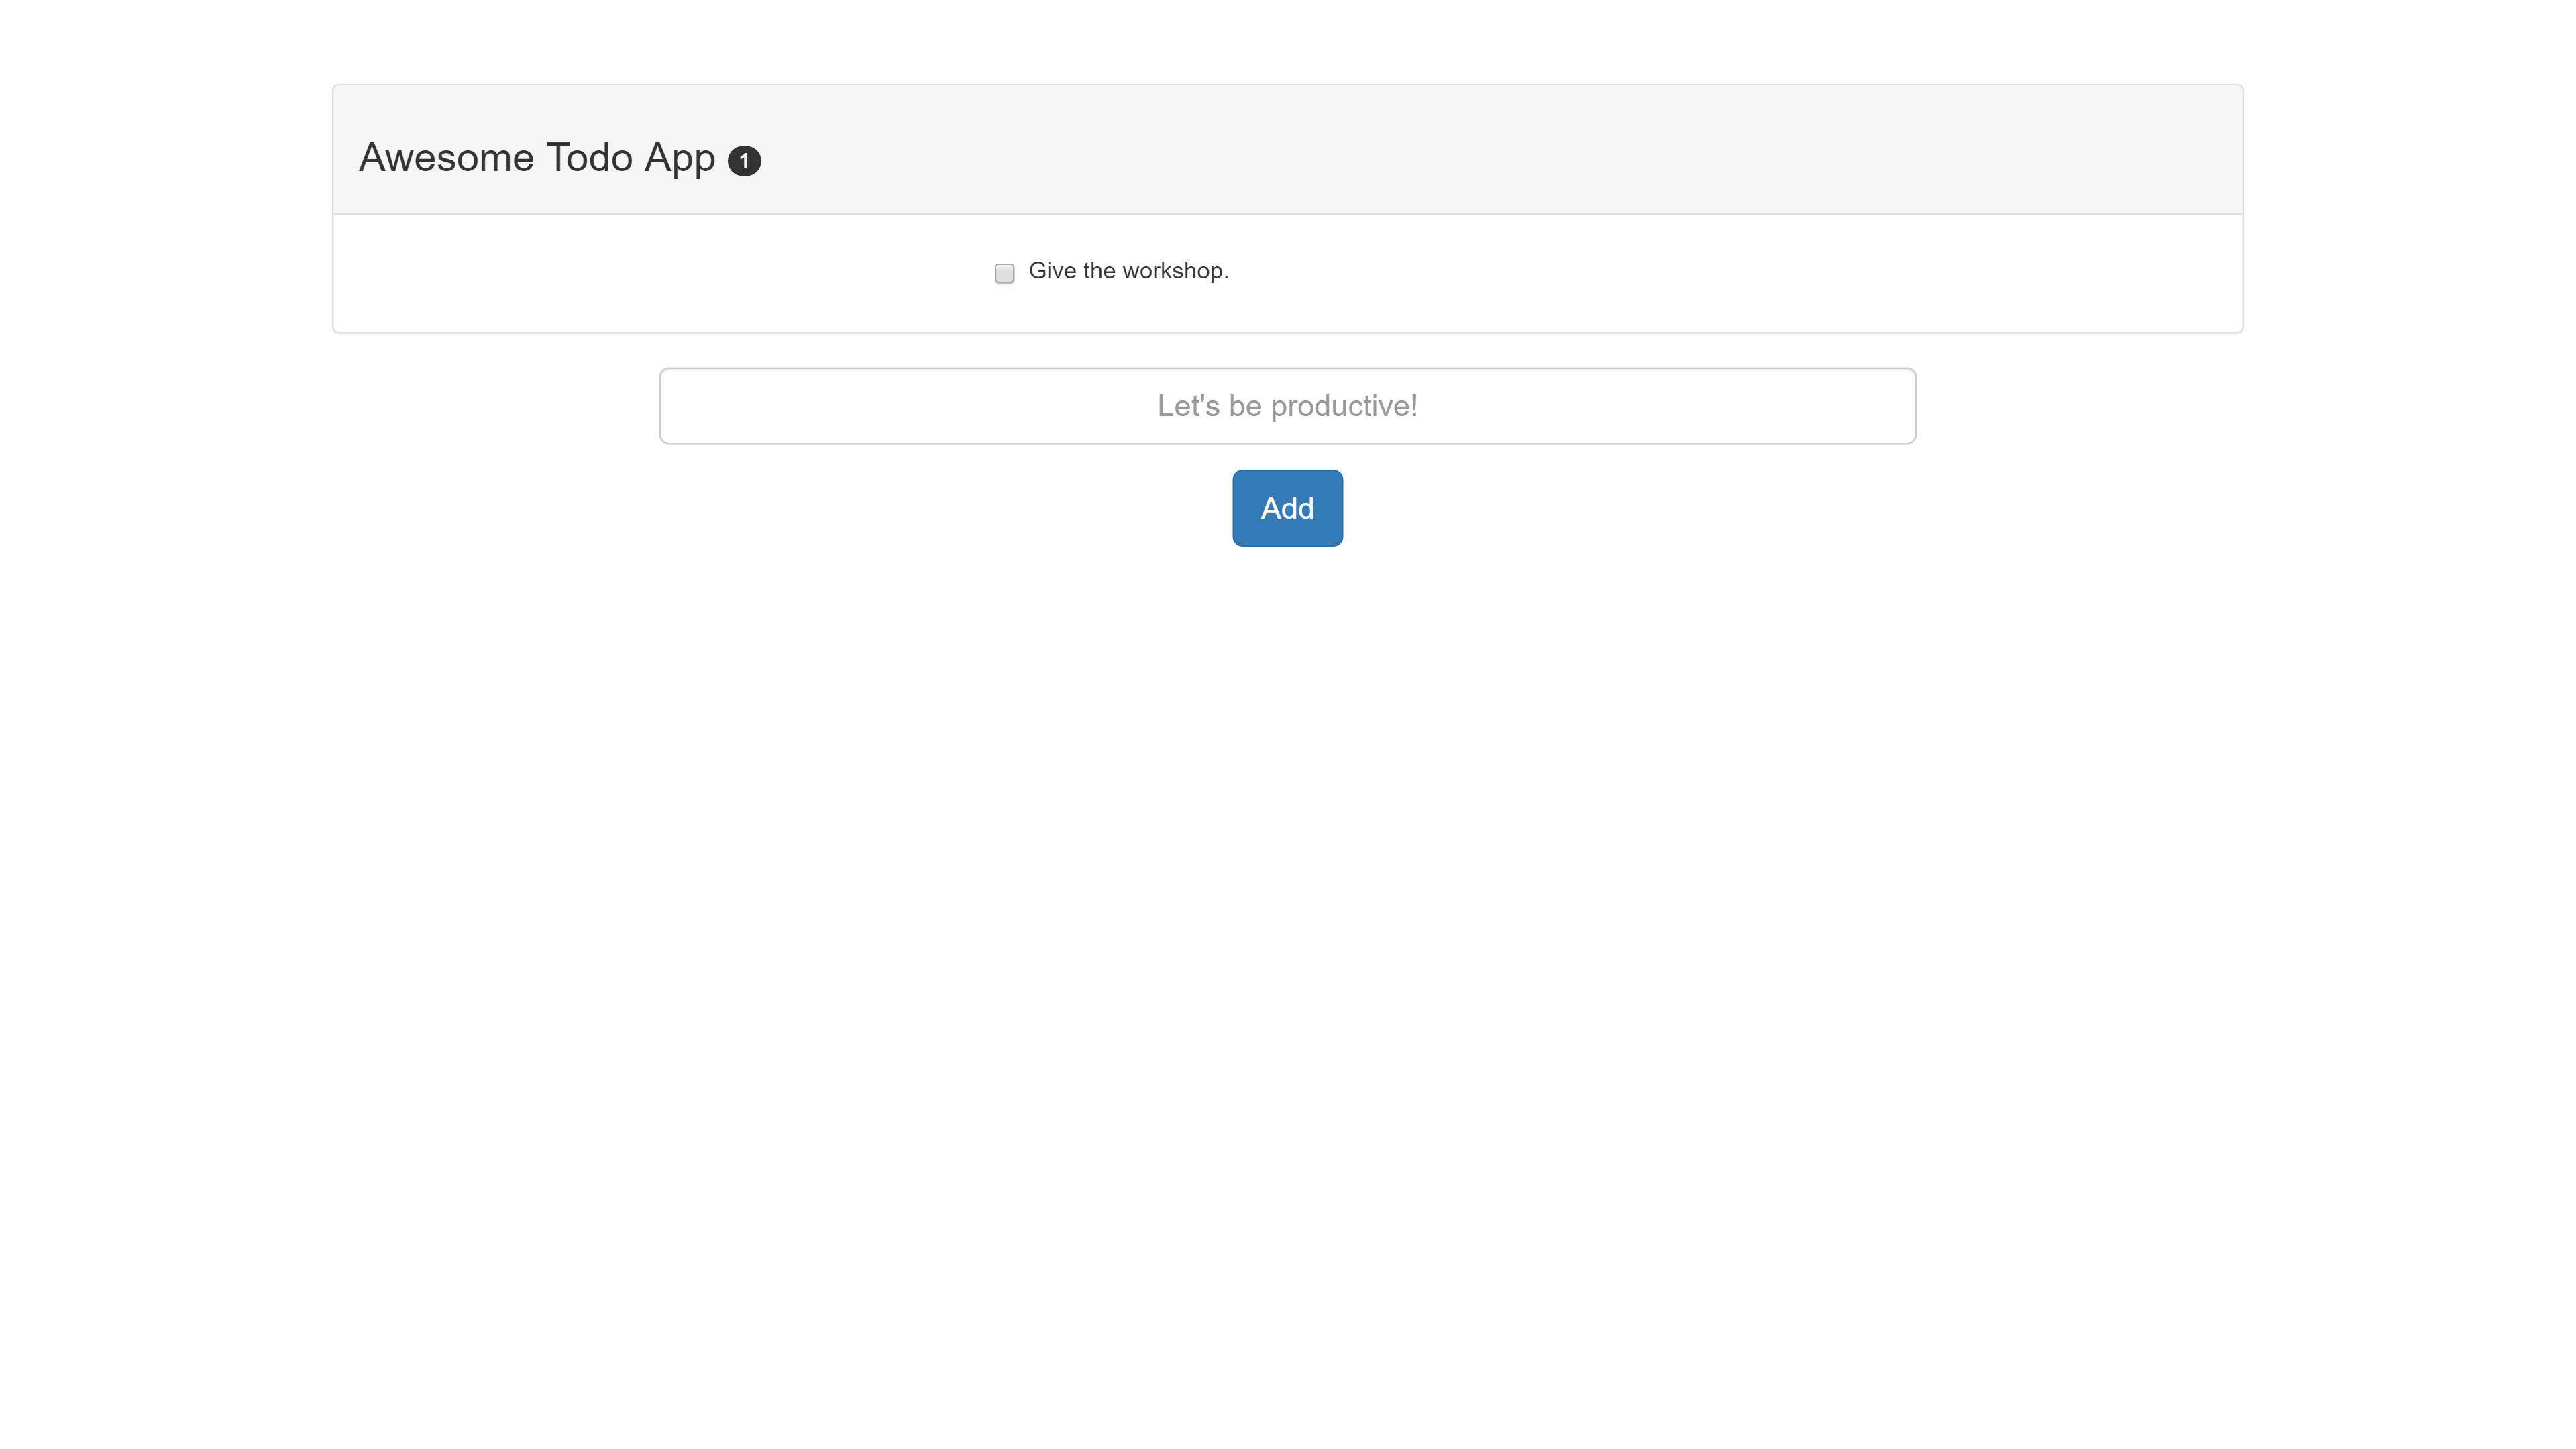 Awesome Todo App 1
Give the workshop.
Let's be productive!
Add